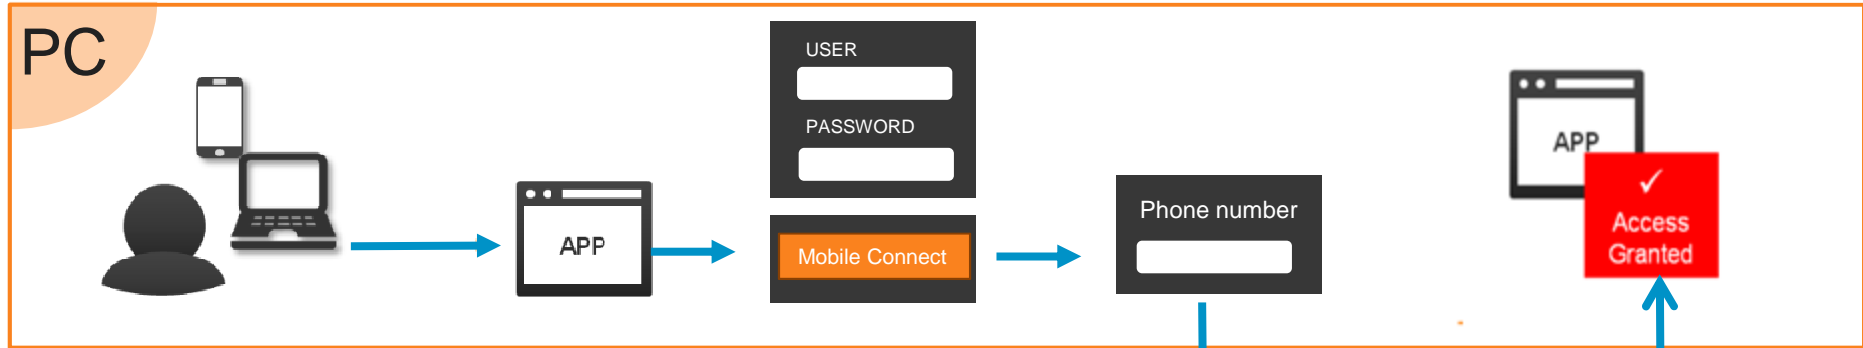 PC
USER
PASSWORD
APP
Mobile Connect
Phone number
APP
✓
Access
Granted